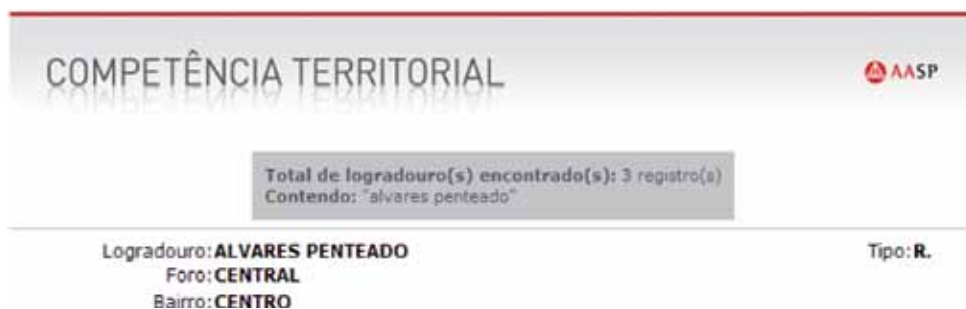 COMPETÊNCIA TERRITORIAL
AASP
Total de logradouro(s) encontrado(s): 3 registro(s)
Contendo: "alvares penteado"
Logradouro: ALVARES PENTEADO
Tipo: R.
Foro: CENTRAL
Bairro: CENTRO